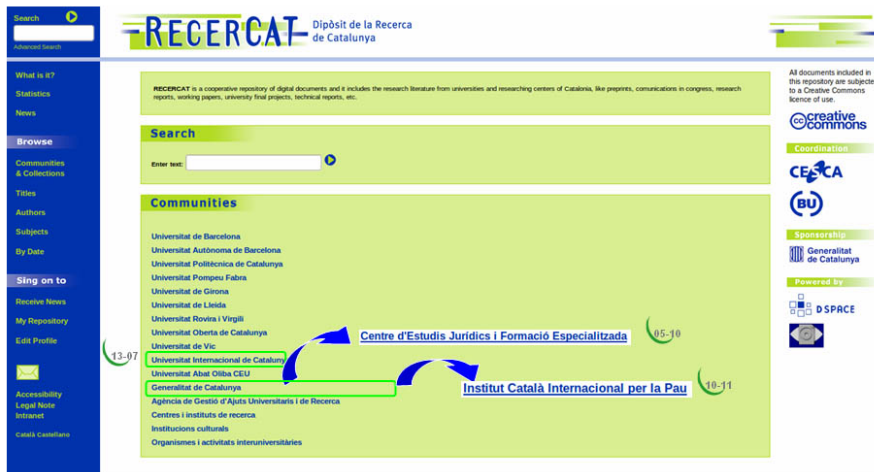 Search
Advanced Search
What is it?
Statistics
News
Browse
Communities
& Collections
Titles
Authors
Subjects
By Date
Sing on to
Receive News
My Repository
Edit Profile
Accessibility
Legal Note
Intranet
Català Castellano
RECERCAT
Dipòsit de la Recerca
de Catalunya
RECERCAT is a cooperative repository of digital documents and it includes the research literature from universities and researching centers of Catalonia, like preprints, comunications in congress, research
reports, working papers, university final projects, technical reports, etc.
Search
Enter text:
Communities
Universitat de Barcelona
Universitat Autònoma de Barcelona
Universitat Politècnica de Catalunya
Universitat Pompeu Fabra
Universitat de Girona
Universitat de Lleida
Universitat Rovira i Virgili
Universitat Oberta de Catalunya
Centre d'Estudis Jurídics i Formació Especialitzada
05-10
Universitat de Vic
13-07
Universitat Internacional de Catalunya
Universitat Abat Oliba CEU
Generalitat de Catalunya
Institut Català Internacional per la Pau
10-11
Agència de Gestió d'Ajuts Universitaris i de Recerca
Centres i instituts de recerca
Institucions culturals
Organismes i activitats interuniversitàries
All documents included in
this repository are subjecte
to a Creative Commons
licence of use.
cc creative
commons
Coordination
CESCA
(BU)
Sponsorship
Generalitat
de Catalunya
Powered by
DSPACE